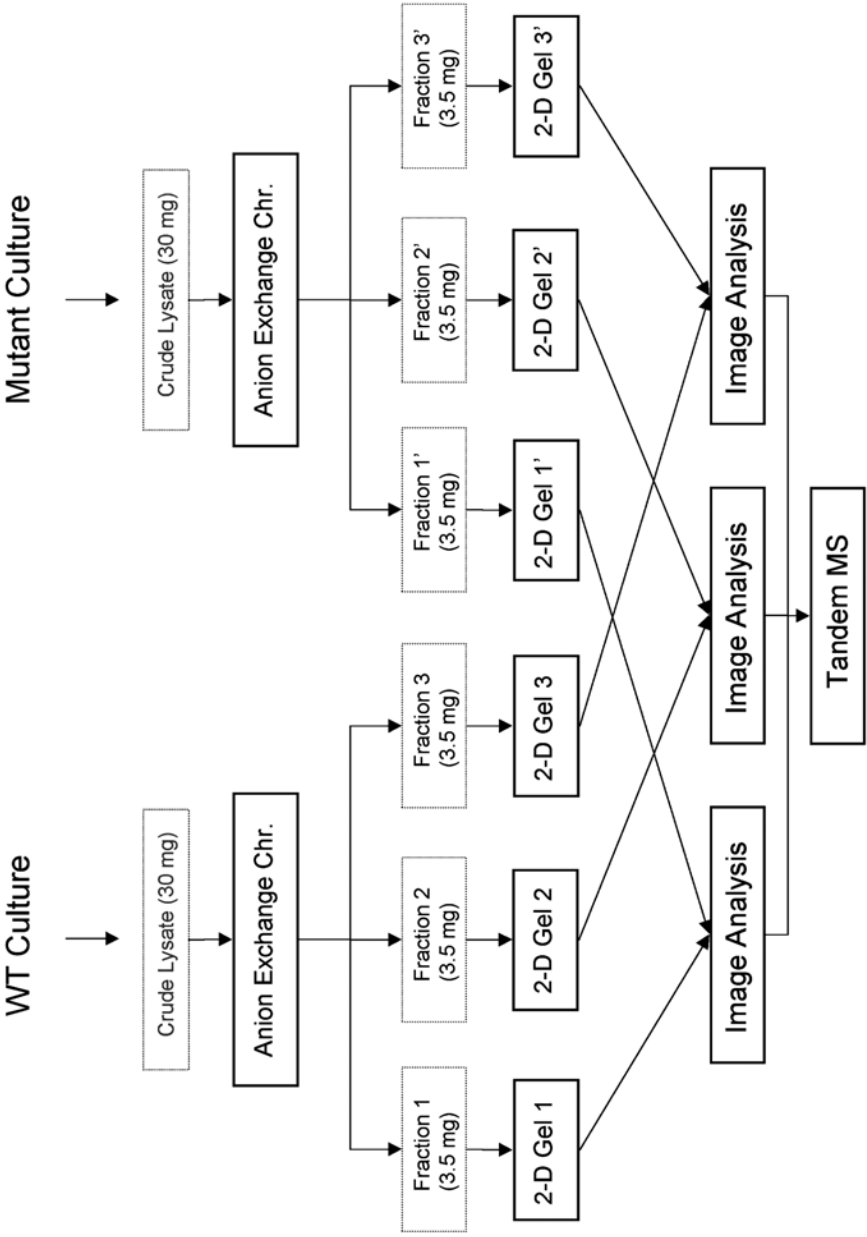 WT Culture
Mutant Culture
Crude Lysate (30 mg)
Crude Lysate (30 mg)
Anion Exchange Chr.
Anion Exchange Chr.
Fraction 1
(3.5 mg)
Fraction 2
(3.5 mg)
Fraction 3
(3.5 mg)
Fraction 1’
(3.5 mg)
Fraction 2’
(3.5 mg)
Fraction 3’
(3.5 mg)
2-D Gel 1
2-D Gel 2
2-D Gel 3
2-D Gel 1’
2-D Gel 2’
2-D Gel 3’
Image Analysis
Image Analysis
Image Analysis
Tandem MS